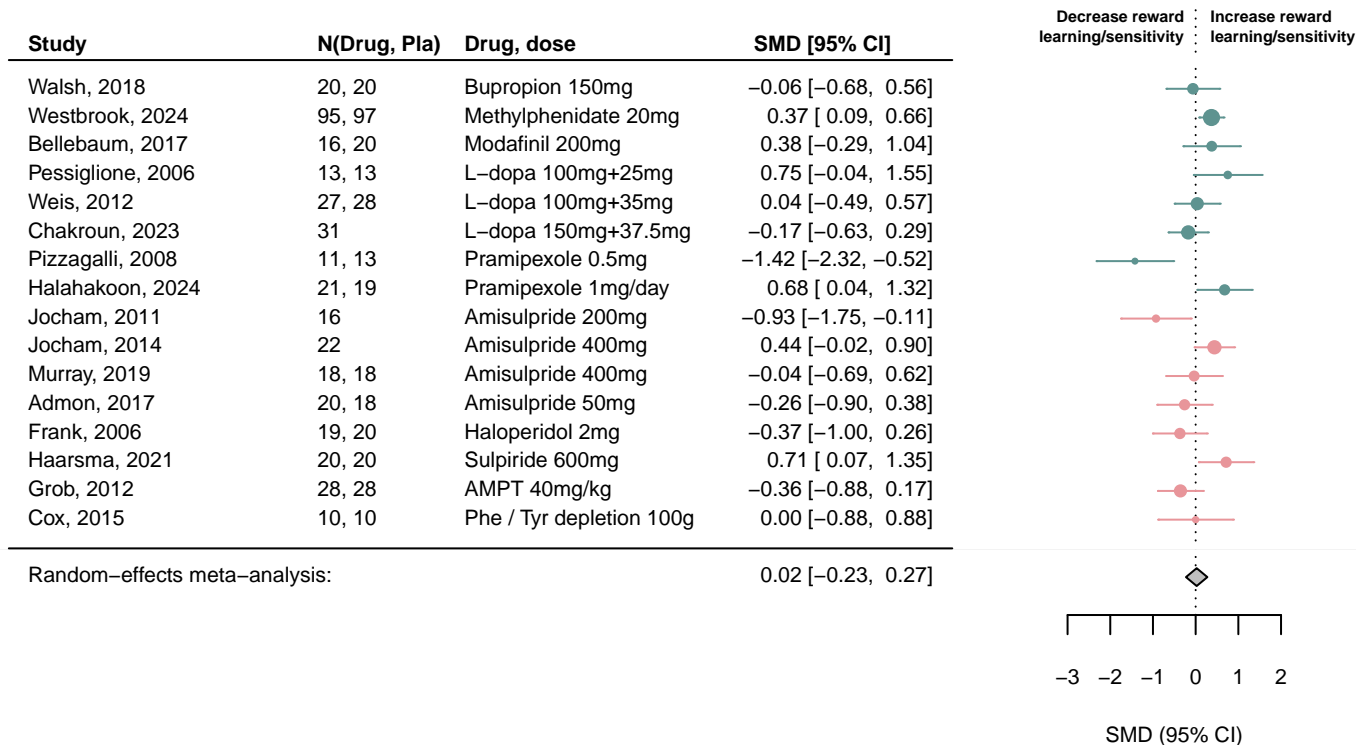 Decrease reward learning/sensitivity
Increase reward learning/sensitivity
Study N(Drug, Pla) Drug, dose SMD [95% CI]
Walsh, 2018 20, 20 Bupropion 150mg −0.06 [−0.68, 0.56]
Westbrook, 2024 95, 97 Methylphenidate 20mg 0.37 [ 0.09, 0.66]
Bellebaum, 2017 16, 20 Modafinil 200mg 0.38 [−0.29, 1.04]
Pessiglione, 2006 13, 13 L−dopa 100mg+25mg 0.75 [−0.04, 1.55]
Weis, 2012 27, 28 L−dopa 100mg+35mg 0.04 [−0.49, 0.57]
Chakroun, 2023 31 L−dopa 150mg+37.5mg −0.17 [−0.63, 0.29]
Pizzagalli, 2008 11, 13 Pramipexole 0.5mg −1.42 [−2.32, −0.52]
Halahakoon, 2024 21, 19 Pramipexole 1mg/day 0.68 [ 0.04, 1.32]
Jocham, 2011 16 Amisulpride 200mg −0.93 [−1.75, −0.11]
Jocham, 2014 22 Amisulpride 400mg 0.44 [−0.02, 0.90]
Murray, 2019 18, 18 Amisulpride 400mg −0.04 [−0.69, 0.62]
Admon, 2017 20, 18 Amisulpride 50mg −0.26 [−0.90, 0.38]
Frank, 2006 19, 20 Haloperidol 2mg −0.37 [−1.00, 0.26]
Haarsma, 2021 20, 20 Sulpiride 600mg 0.71 [ 0.07, 1.35]
Grob, 2012 28, 28 AMPT 40mg/kg −0.36 [−0.88, 0.17]
Cox, 2015 10, 10 Phe / Tyr depletion 100g 0.00 [−0.88, 0.88]
Random−effects meta−analysis: 0.02 [−0.23, 0.27]
−3 −2 −1 0 1 2
SMD (95% CI)